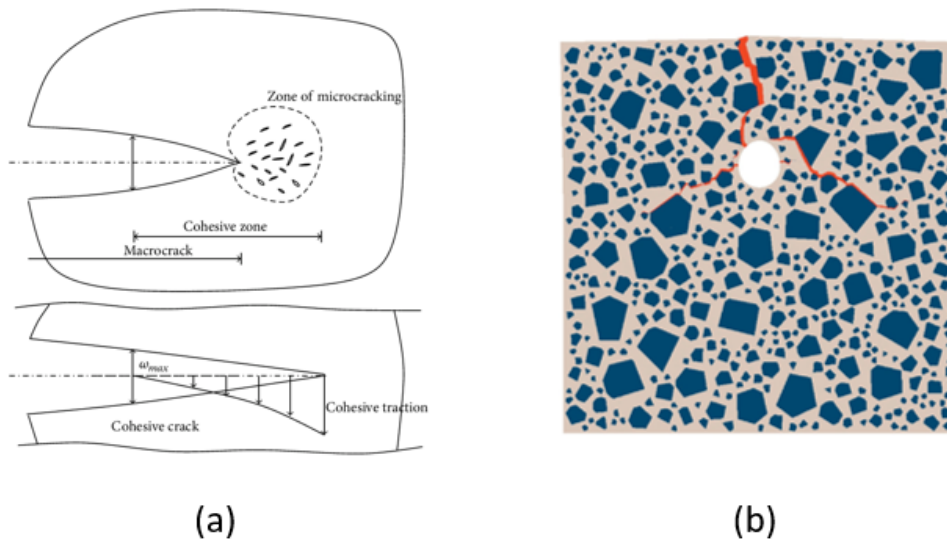 Zone of microcracking
Cohesive zone
Macrocrack
ω_max
Cohesive traction
Cohesive crack
(a)
(b)